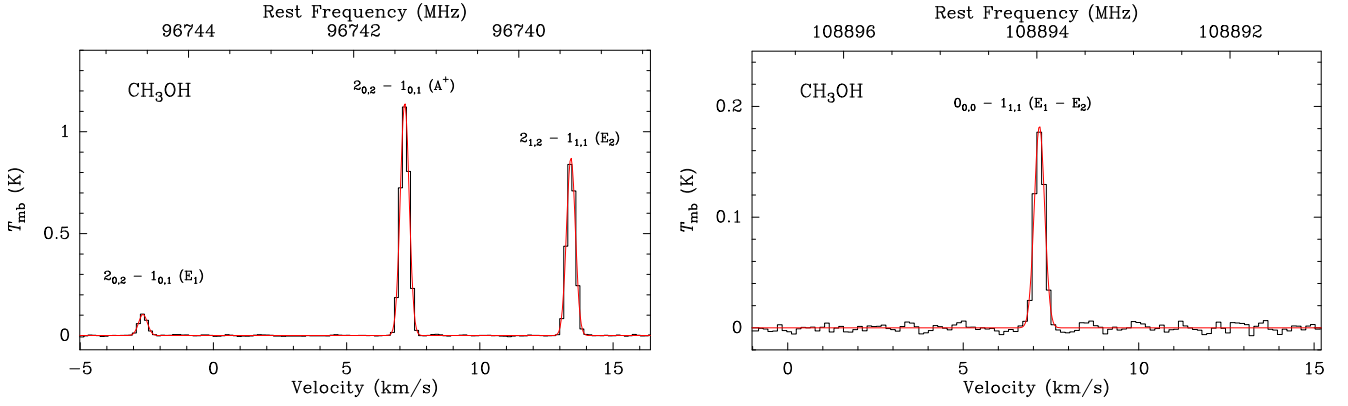 Rest Frequency (MHz)
96744 96742 96740
CH₃OH
2₀,₂ − 1₀,₁ (A⁺)
2₁,₂ − 1₁,₁ (E₂)
2₀,₂ − 1₀,₁ (E₁)
1
0.5
0
T_mb (K)
−5 0 5 10 15
Velocity (km/s)
Rest Frequency (MHz)
108896 108894 108892
CH₃OH
0₀,₀ − 1₁,₁ (E₁ − E₂)
0.2
0.1
0
T_mb (K)
0 5 10 15
Velocity (km/s)